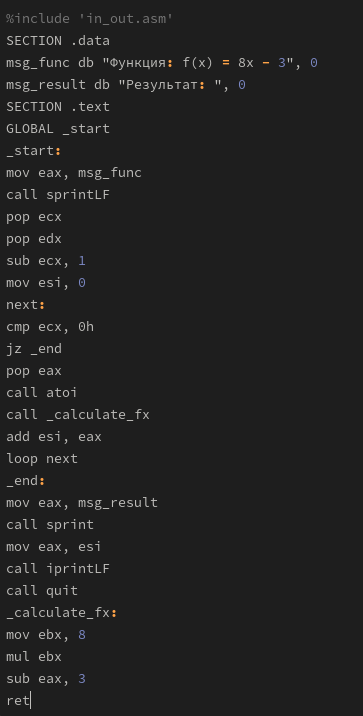 %include 'in_out.asm'
SECTION .data
msg_func db "Функция: f(x) = 8x - 3", 0
msg_result db "Результат: ", 0
SECTION .text
GLOBAL _start
_start:
mov eax, msg_func
call sprintLF
pop ecx
pop edx
sub ecx, 1
mov esi, 0
next:
cmp ecx, 0h
jz _end
pop eax
call atoi
call _calculate_fx
add esi, eax
loop next
_end:
mov eax, msg_result
call sprint
mov eax, esi
call iprintLF
call quit
_calculate_fx:
mov ebx, 8
mul ebx
sub eax, 3
ret